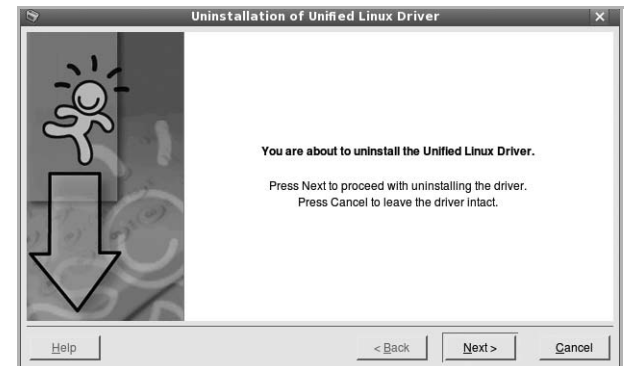 Uninstallation of Unified Linux Driver
You are about to uninstall the Unified Linux Driver.
Press Next to proceed with uninstalling the driver.
Press Cancel to leave the driver intact.
Help
< Back
Next >
Cancel